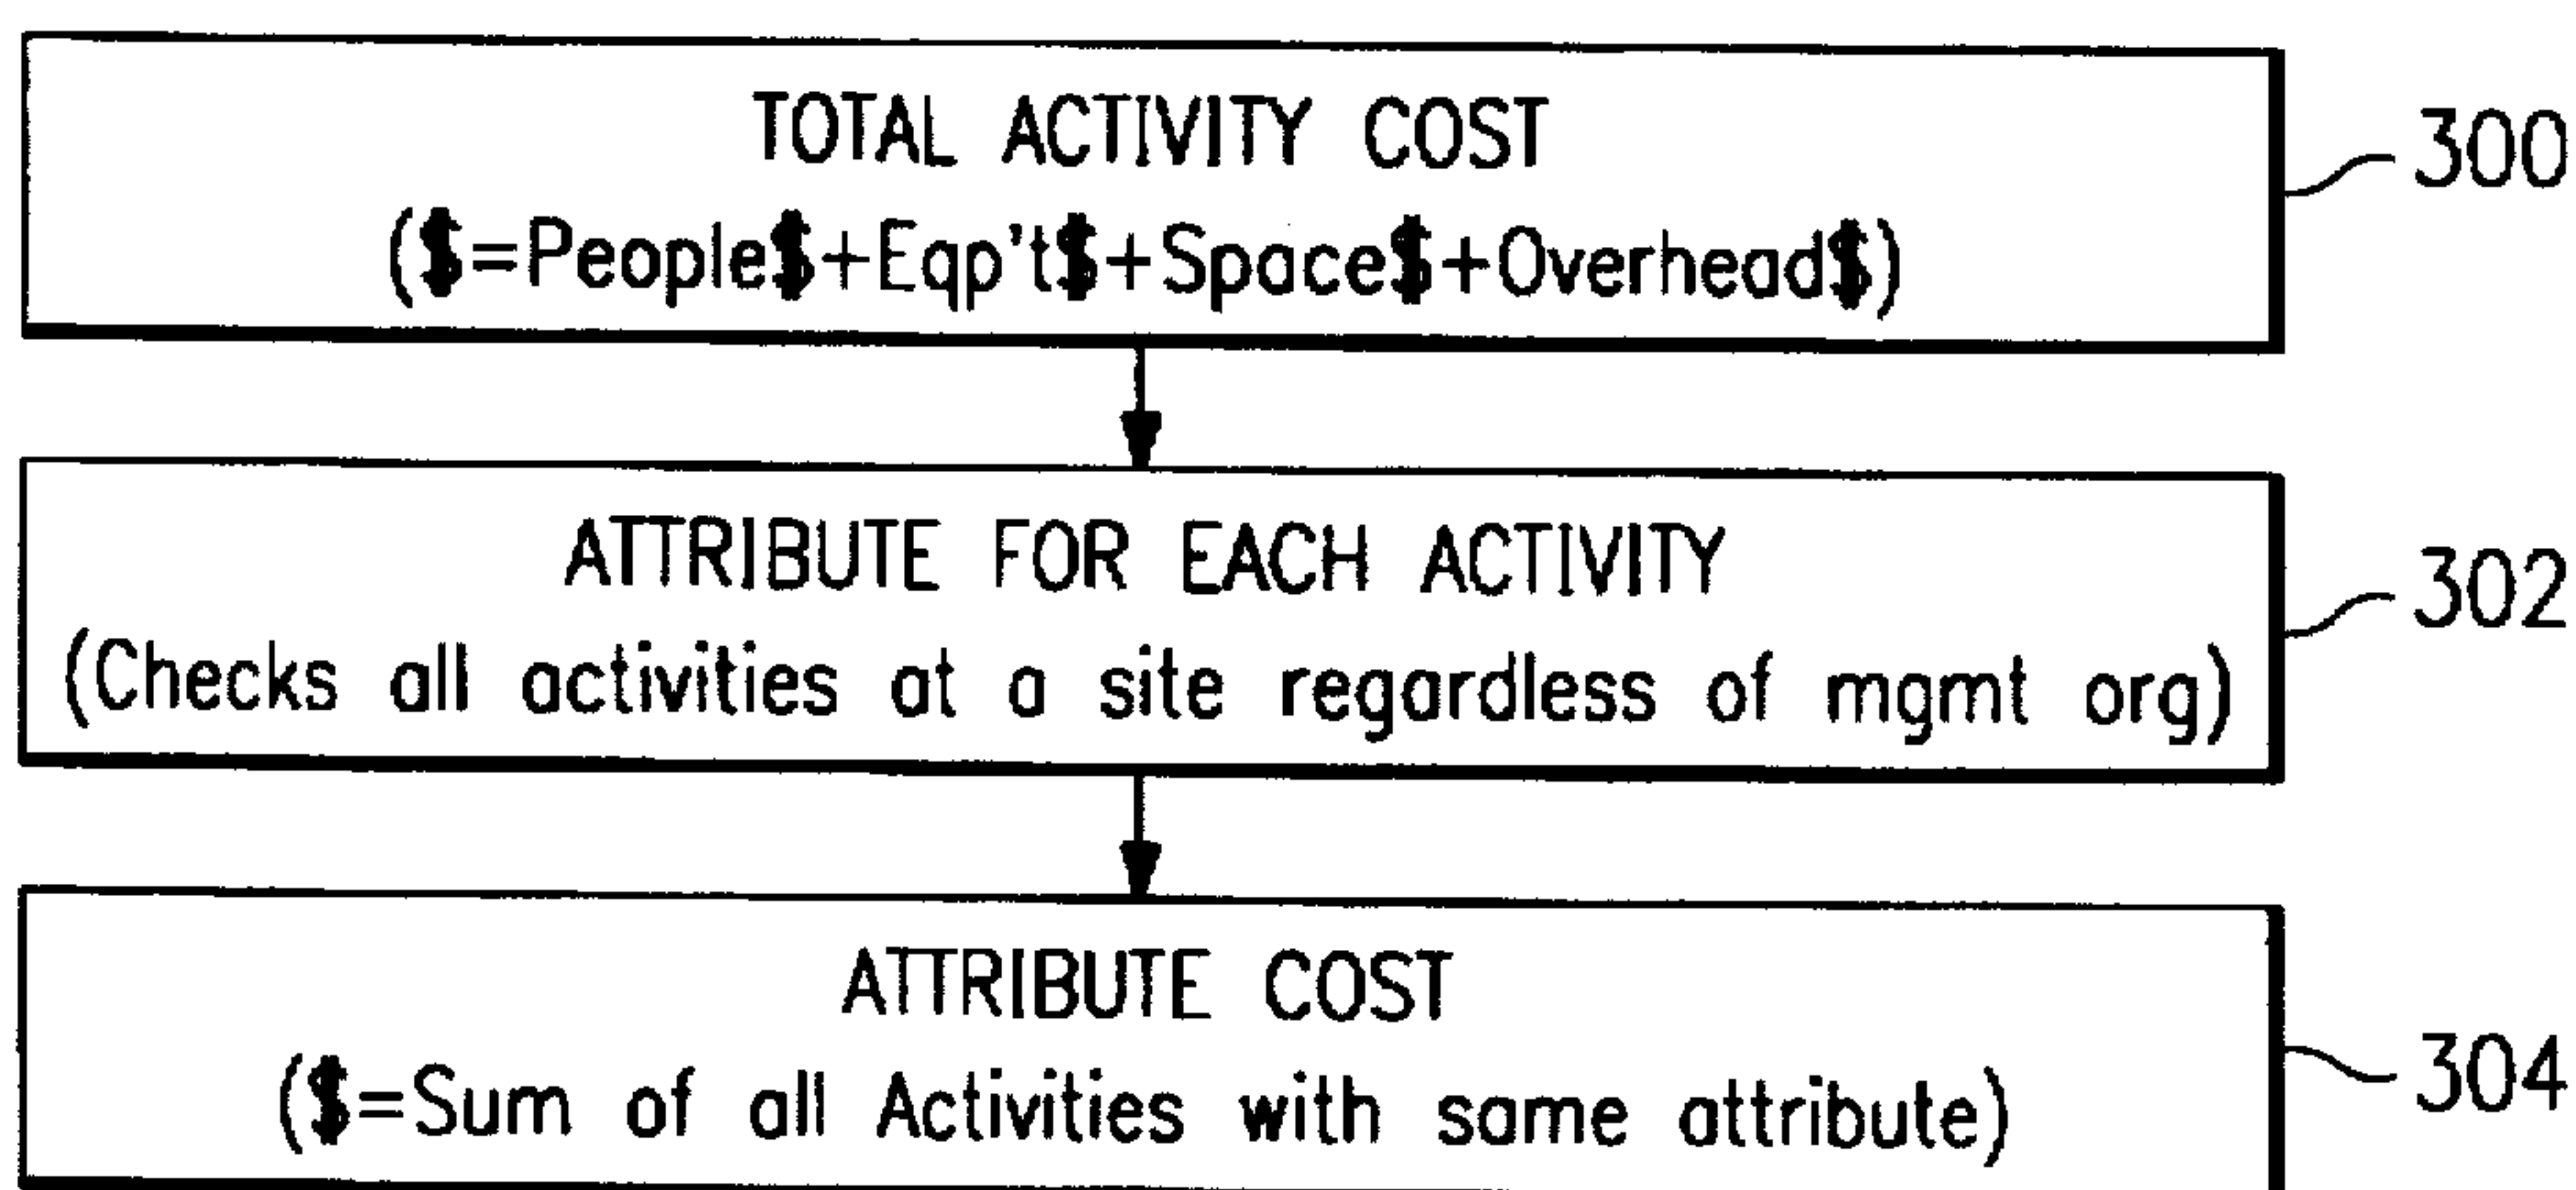 TOTAL ACTIVITY COST
($=People$+Eqp't$+Space$+Overhead$)
300
ATTRIBUTE FOR EACH ACTIVITY
(Checks all activities at a site regardless of mgmt org)
302
ATTRIBUTE COST
($=Sum of all Activities with same attribute)
304